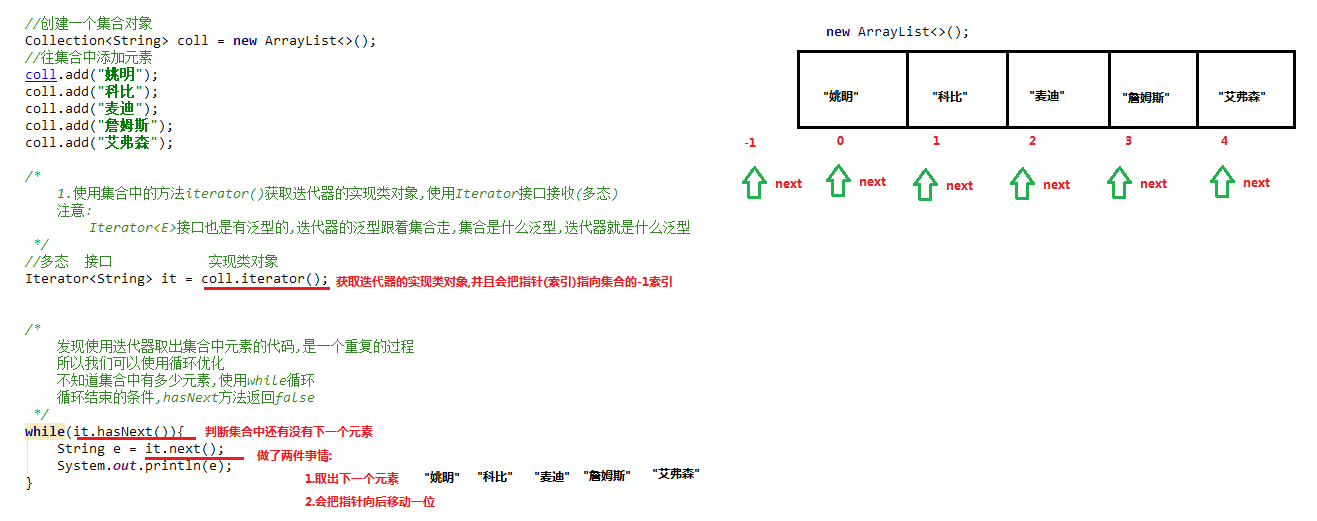 //创建一个集合对象
Collection<String> coll = new ArrayList<>();
//往集合中添加元素
coll.add("姚明");
coll.add("科比");
coll.add("麦迪");
coll.add("詹姆斯");
coll.add("艾弗森");
/*
1.使用集合中的方法iterator()获取迭代器的实现类对象,使用Iterator接口接收(多态)
注意:
Iterator<E>接口也是有泛型的,迭代器的泛型跟着集合走,集合是什么泛型,迭代器就是什么泛型
*/
//多态 接口 实现类对象
Iterator<String> it = coll.iterator(); 获取迭代器的实现类对象,并且会把指针(索引)指向集合的-1索引
/*
发现使用迭代器取出集合中元素的代码,是一个重复的过程
所以我们可以使用循环优化
不知道集合中有多少元素,使用while循环
循环结束的条件,hasNext方法返回false
*/
while(it.hasNext()){ 判断集合中还有没有下一个元素
String e = it.next(); 做了两件事情:
System.out.println(e);
1.取出下一个元素 "姚明" "科比" "麦迪" "詹姆斯" "艾弗森"
}
2.会把指针向后移动一位
new ArrayList<>();
"姚明" "科比" "麦迪" "詹姆斯" "艾弗森"
-1 0 1 2 3 4
next next next next next next